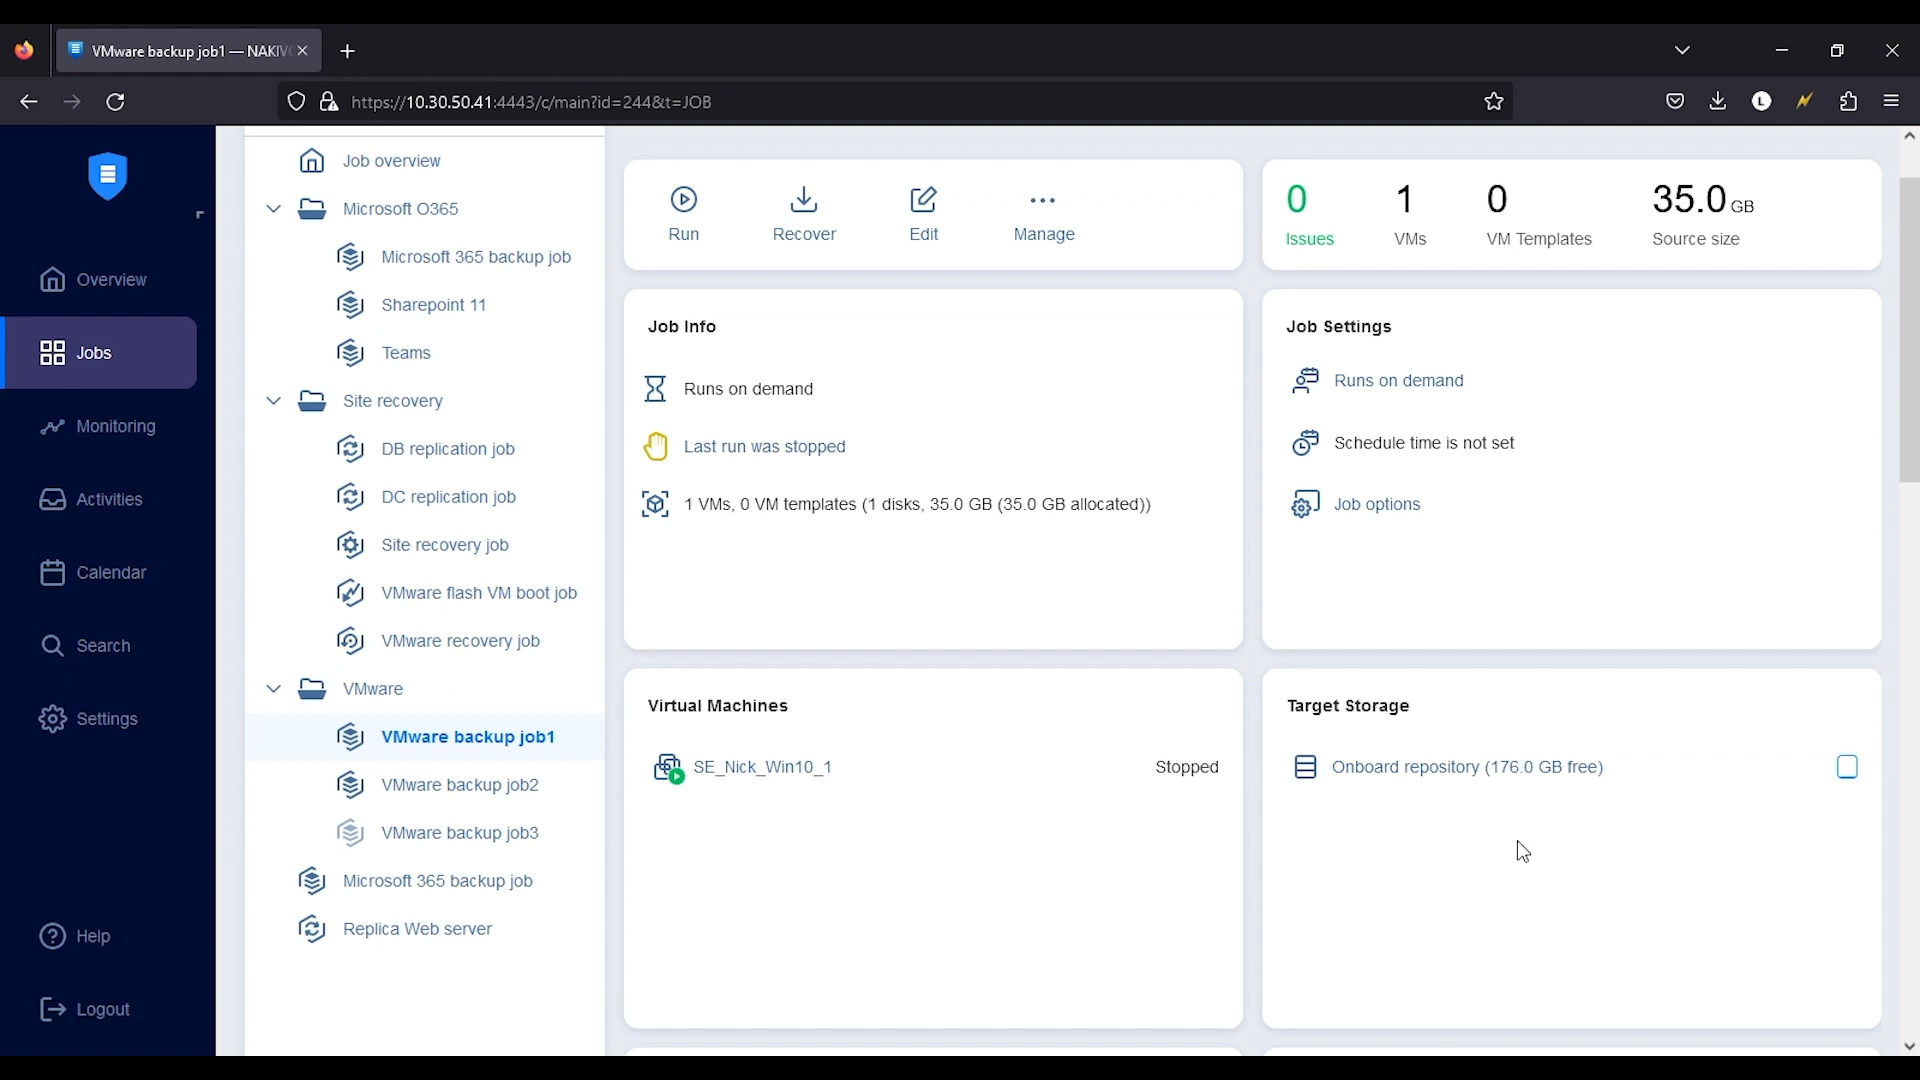 VMware backup job1 — NAKIV
https://10.30.50.41:4443/c/main?id=244&t=JOB
L
Overview
Jobs
Monitoring
Activities
Calendar
Search
Settings
Help
Logout
Job overview
Microsoft O365
Microsoft 365 backup job
Sharepoint 11
Teams
Site recovery
DB replication job
DC replication job
Site recovery job
VMware flash VM boot job
VMware recovery job
VMware
VMware backup job1
VMware backup job2
VMware backup job3
Microsoft 365 backup job
Replica Web server
Run
Recover
Edit
Manage
0 1 0 35.0 GB
Issues VMs VM Templates Source size
Job Info
Runs on demand
Last run was stopped
1 VMs, 0 VM templates (1 disks, 35.0 GB (35.0 GB allocated))
Job Settings
Runs on demand
Schedule time is not set
Job options
Virtual Machines
SE_Nick_Win10_1 Stopped
Target Storage
Onboard repository (176.0 GB free)